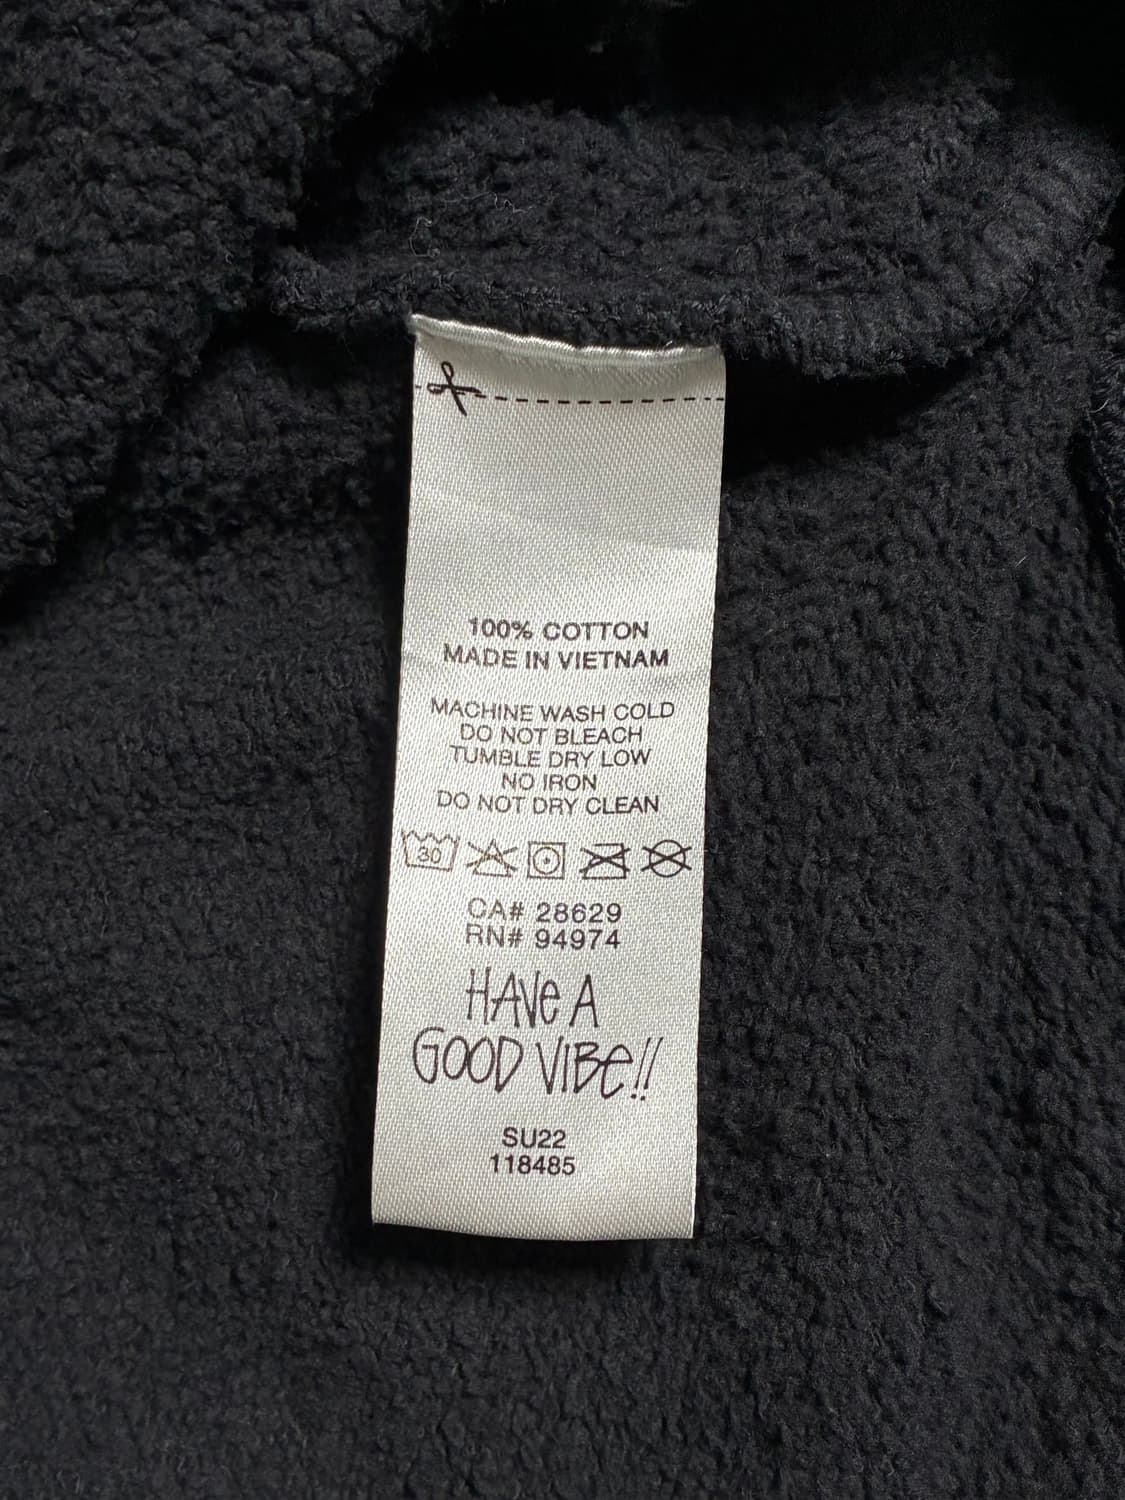 100% COTTON
MADE IN VIETNAM
MACHINE WASH COLD
DO NOT BLEACH
TUMBLE DRY LOW
NO IRON
DO NOT DRY CLEAN
30
CA# 28629
RN# 94974
HAVe A
GOOD VIBe!!
SU22
118485